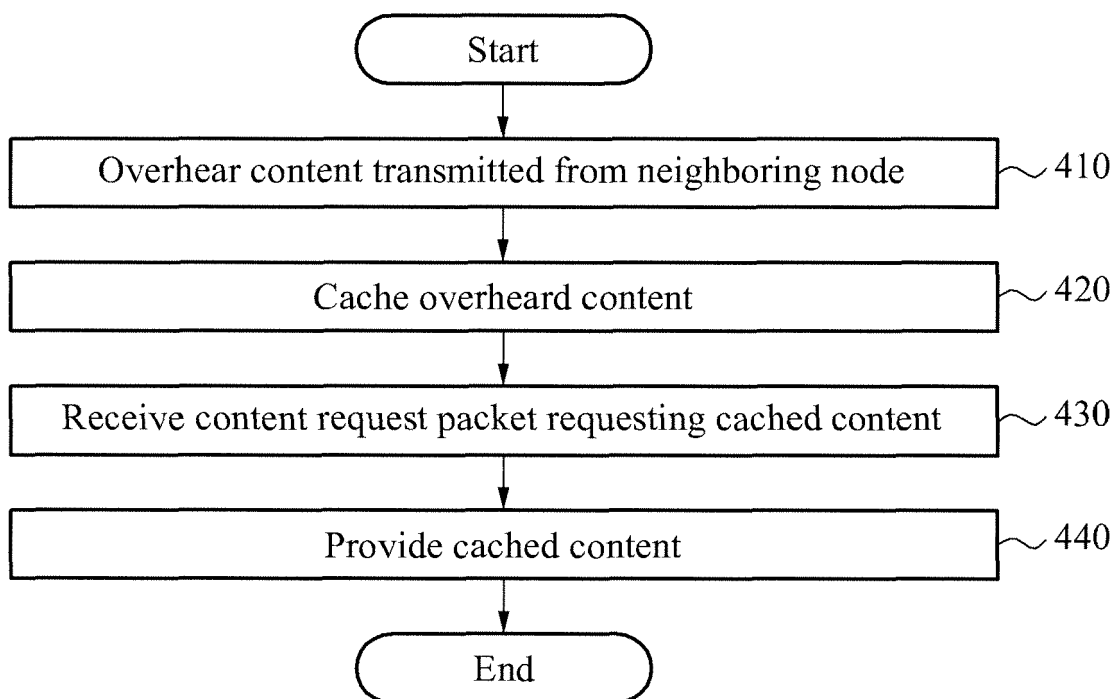 Start
Overhear content transmitted from neighboring node
410
Cache overheard content
420
Receive content request packet requesting cached content
430
Provide cached content
440
End